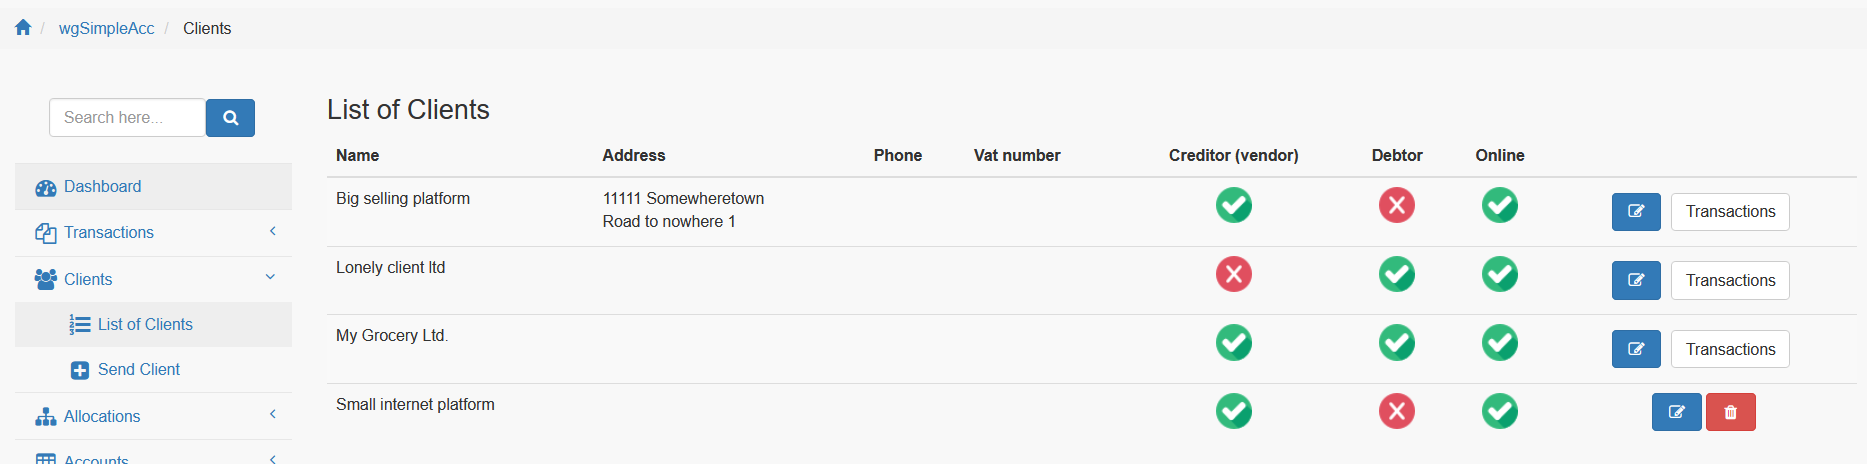 / wgSimpleAcc / Clients
Search here...
List of Clients
Name Address Phone Vat number Creditor (vendor) Debtor Online
Dashboard
Big selling platform 11111 Somewheretown Transactions
Road to nowhere 1
Transactions
Lonely client ltd Transactions
Clients
List of Clients
My Grocery Ltd. Transactions
Send Client
Small internet platform
Allocations
Accounts